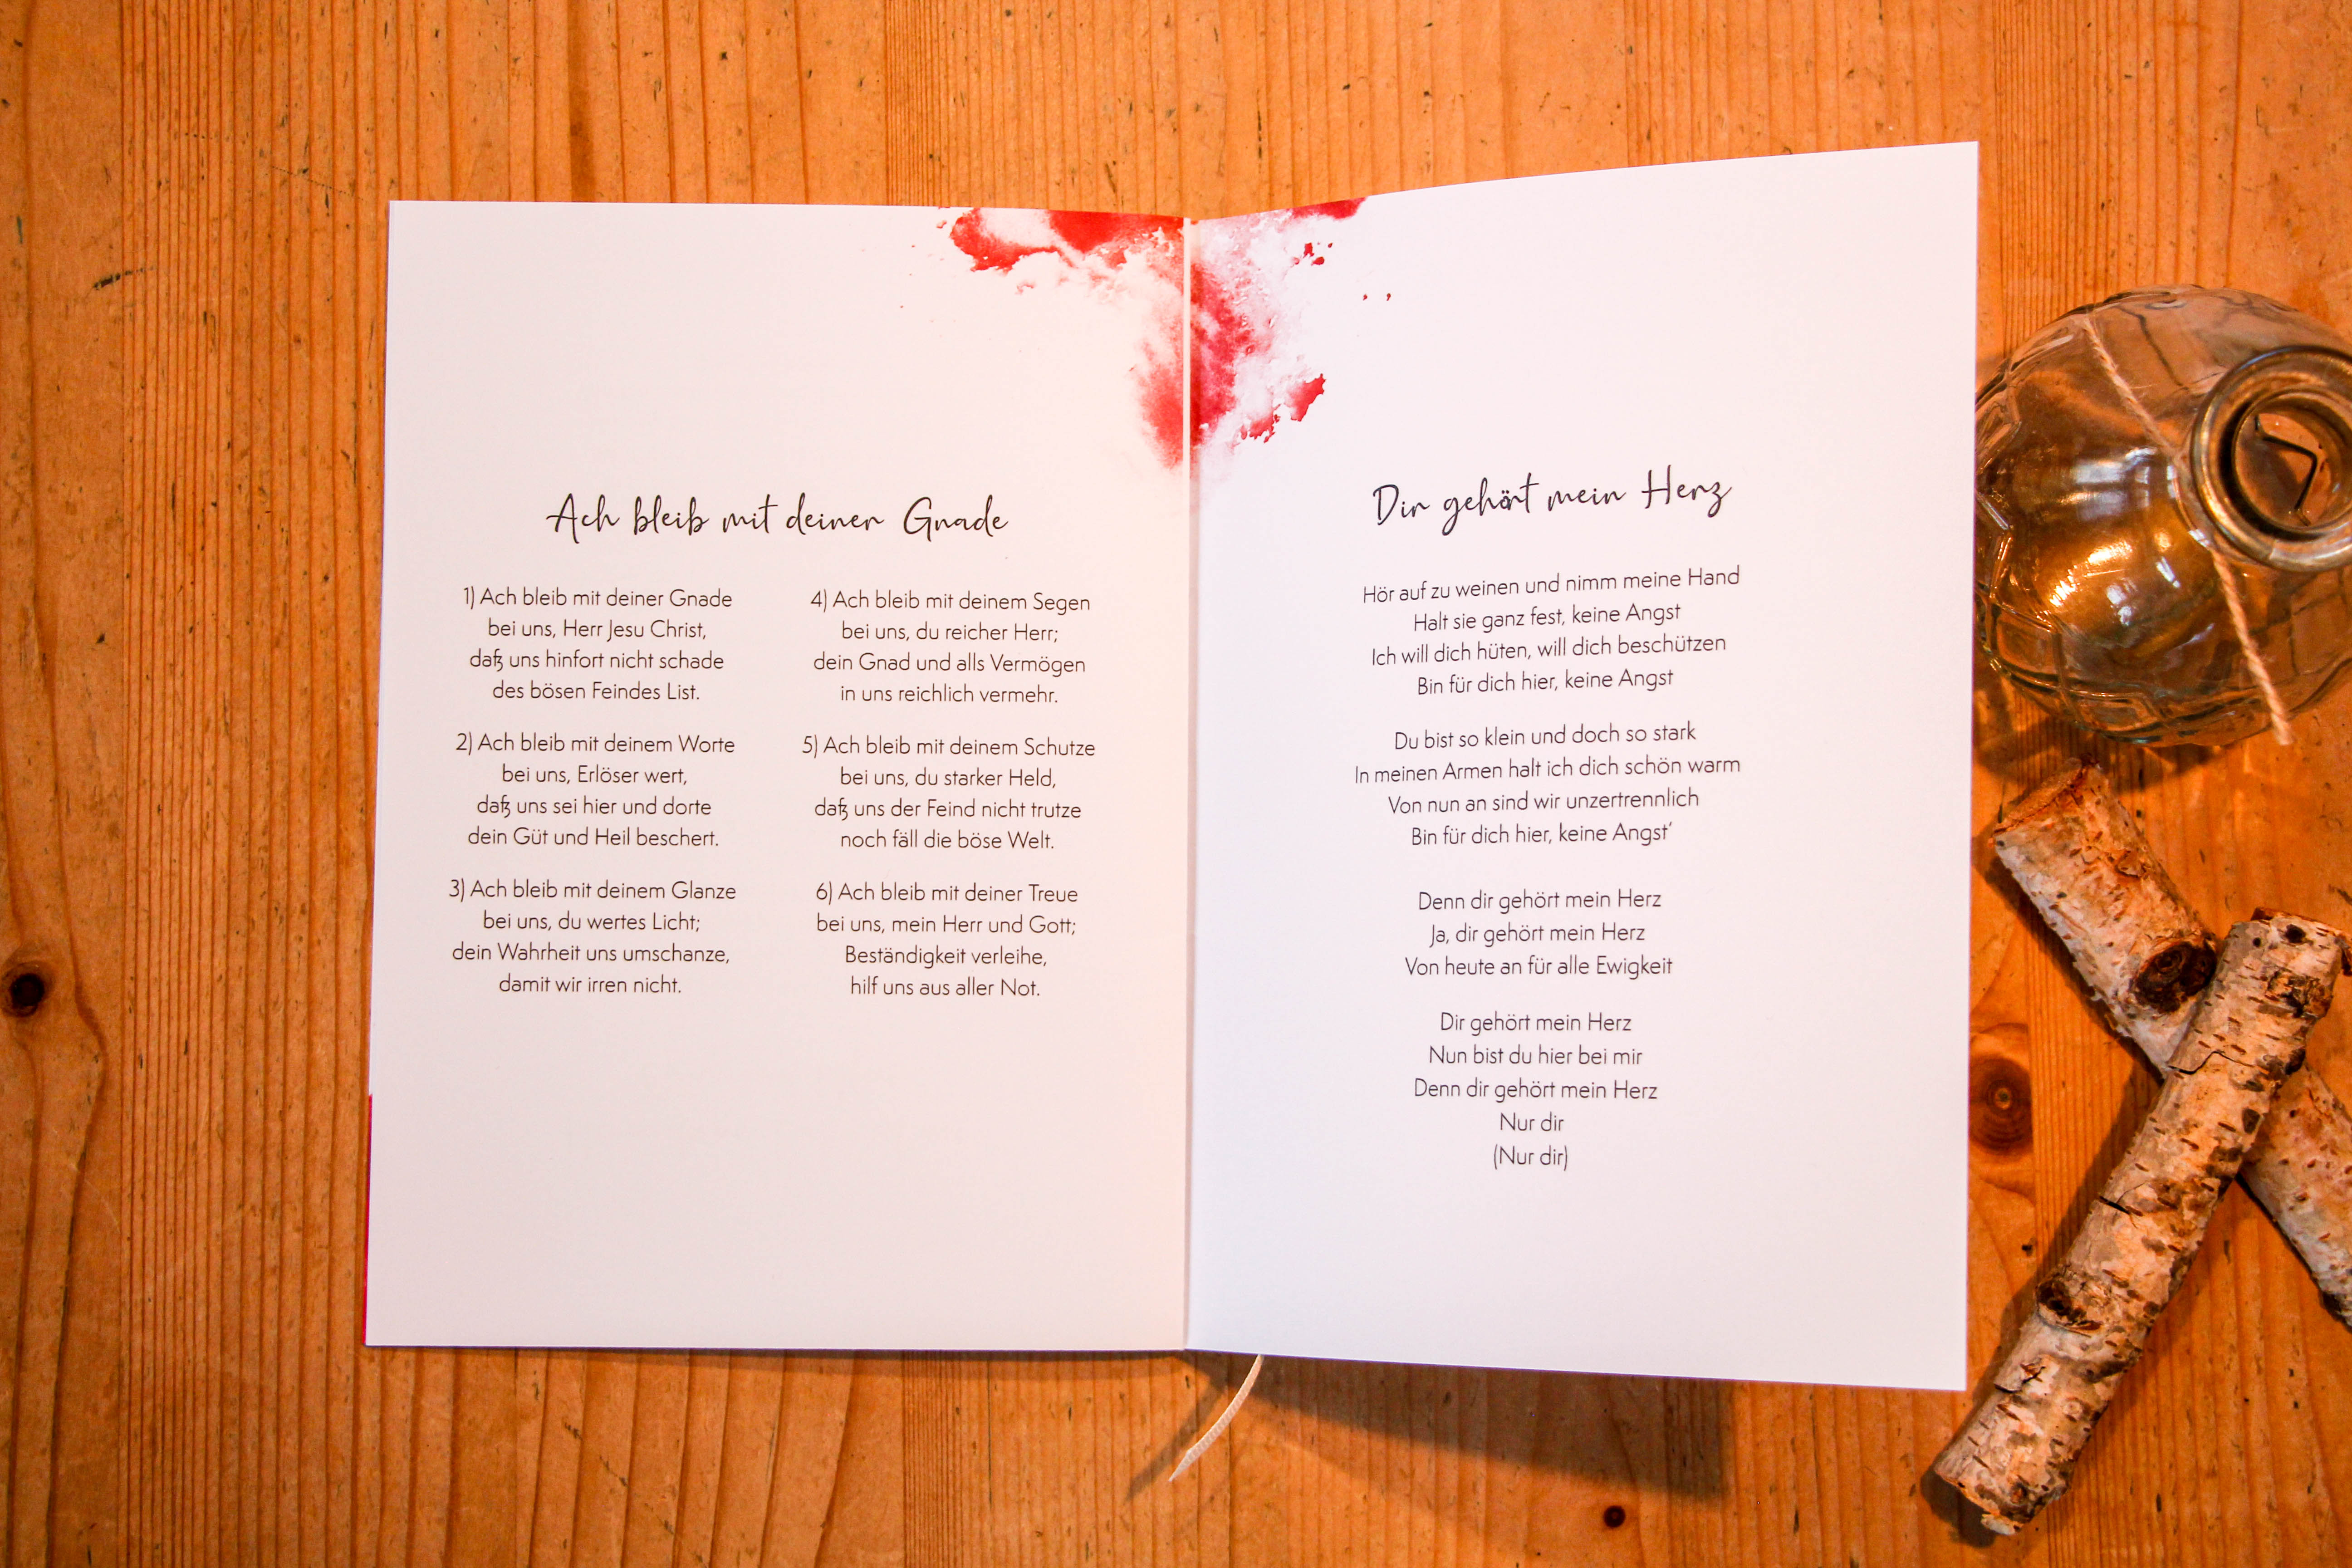 Ach bleib mit deiner Gnade
1) Ach bleib mit deiner Gnade
bei uns, Herr Jesu Christ,
daß uns hinfort nicht schade
des bösen Feindes List.
2) Ach bleib mit deinem Worte
bei uns, Erlöser wert,
daß uns sei hier und dorte
dein Güt und Heil beschert.
3) Ach bleib mit deinem Glanze
bei uns, du wertes Licht;
dein Wahrheit uns umschanze,
damit wir irren nicht.
4) Ach bleib mit deinem Segen
bei uns, du reicher Herr;
dein Gnad und alls Vermögen
in uns reichlich vermehr.
5) Ach bleib mit deinem Schutze
bei uns, du starker Held,
daß uns der Feind nicht trutze
noch fäll die böse Welt.
6) Ach bleib mit deiner Treue
bei uns, mein Herr und Gott;
Beständigkeit verleihe,
hilf uns aus aller Not.
Dir gehört mein Herz
Hör auf zu weinen und nimm meine Hand
Halt sie ganz fest, keine Angst
Ich will dich hüten, will dich beschützen
Bin für dich hier, keine Angst
Du bist so klein und doch so stark
In meinen Armen halt ich dich schön warm
Von nun an sind wir unzertrennlich
Bin für dich hier, keine Angst'
Denn dir gehört mein Herz
Ja, dir gehört mein Herz
Von heute an für alle Ewigkeit
Dir gehört mein Herz
Nun bist du hier bei mir
Denn dir gehört mein Herz
Nur dir
(Nur dir)